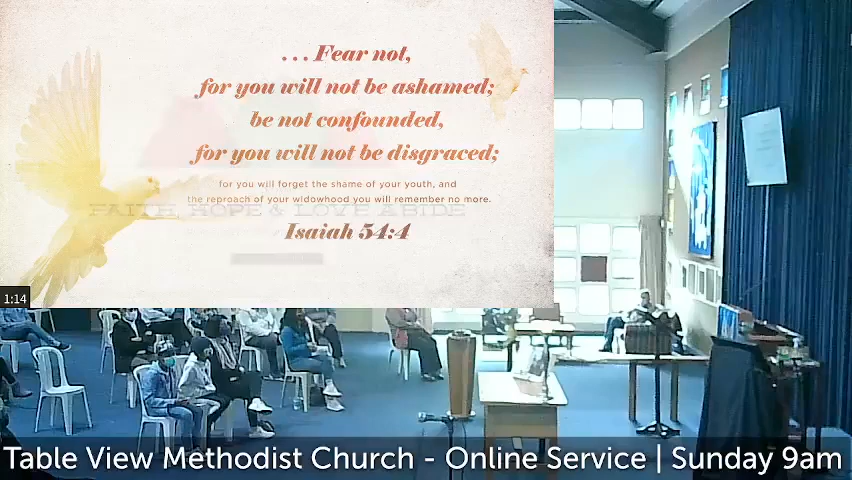 . . . Fear not,
for you will not be ashamed;
be not confounded,
for you will not be disgraced;
for you will forget the shame of your youth, and
the reproach of your widowhood you will remember no more.
FAITH, HOPE & LOVE ABIDE
Isaiah 54:4
1:14
Table View Methodist Church - Online Service | Sunday 9am